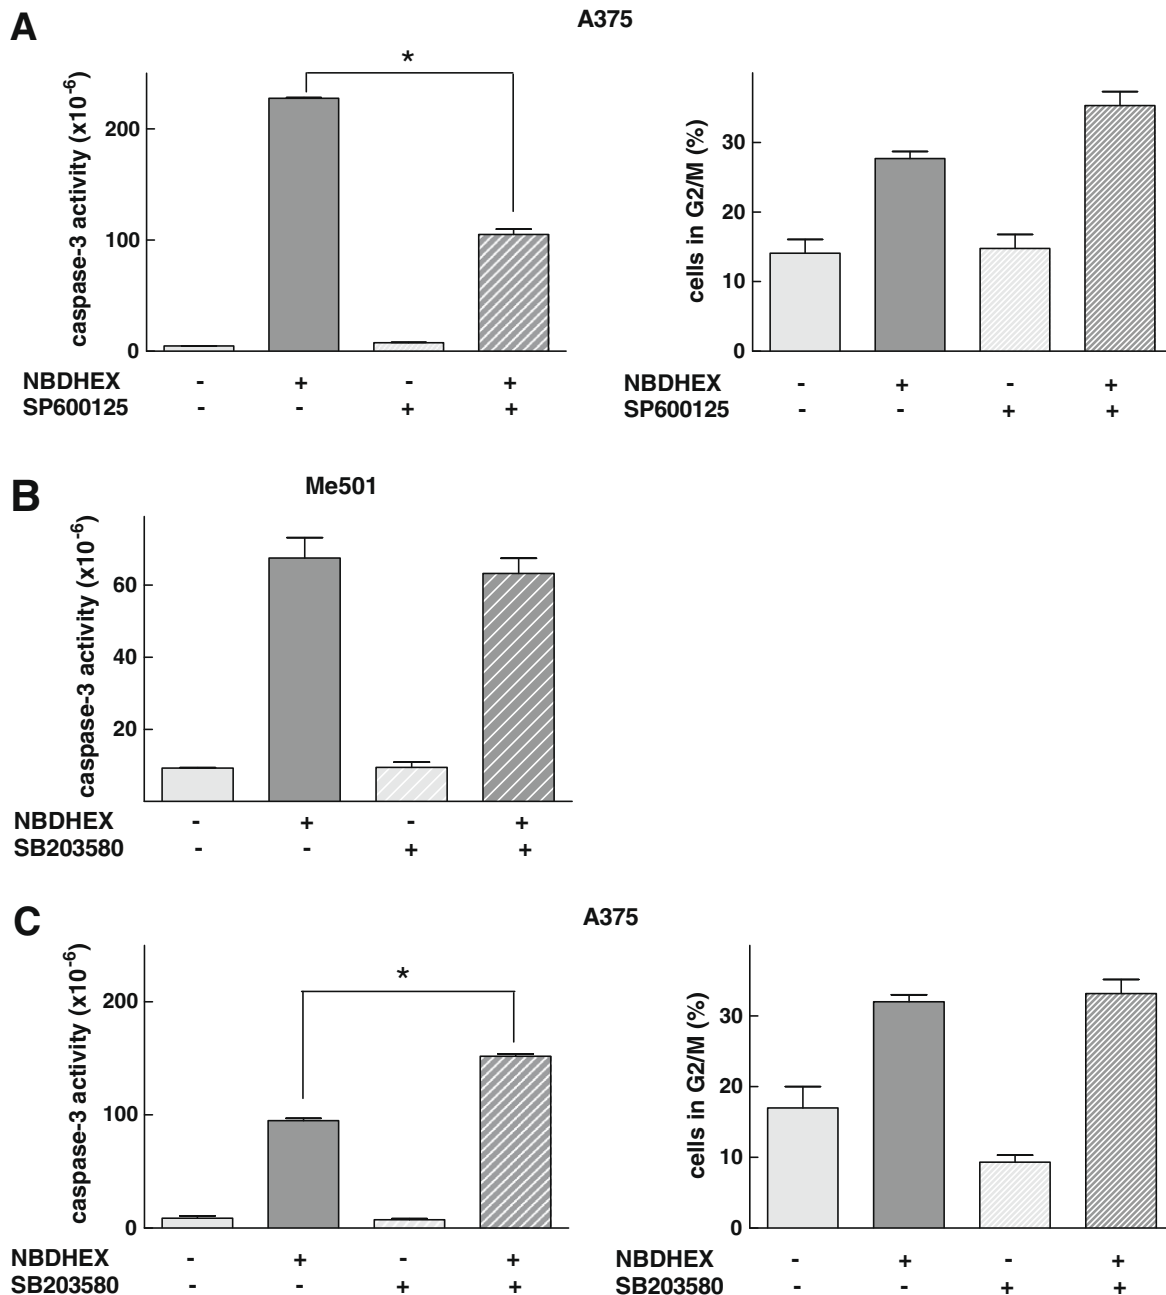 A
A375
*
caspase-3 activity (x10-6)
200
100
0
NBDHEX - + - +
SP600125 - - + +
cells in G2/M (%)
30
20
10
0
NBDHEX - + - +
SP600125 - - + +
B
Me501
caspase-3 activity (x10-6)
60
40
20
NBDHEX - + - +
SB203580 - - + +
C
A375
*
caspase-3 activity (x10-6)
200
100
0
NBDHEX - + - +
SB203580 - - + +
cells in G2/M (%)
30
20
10
0
NBDHEX - + - +
SB203580 - - + +